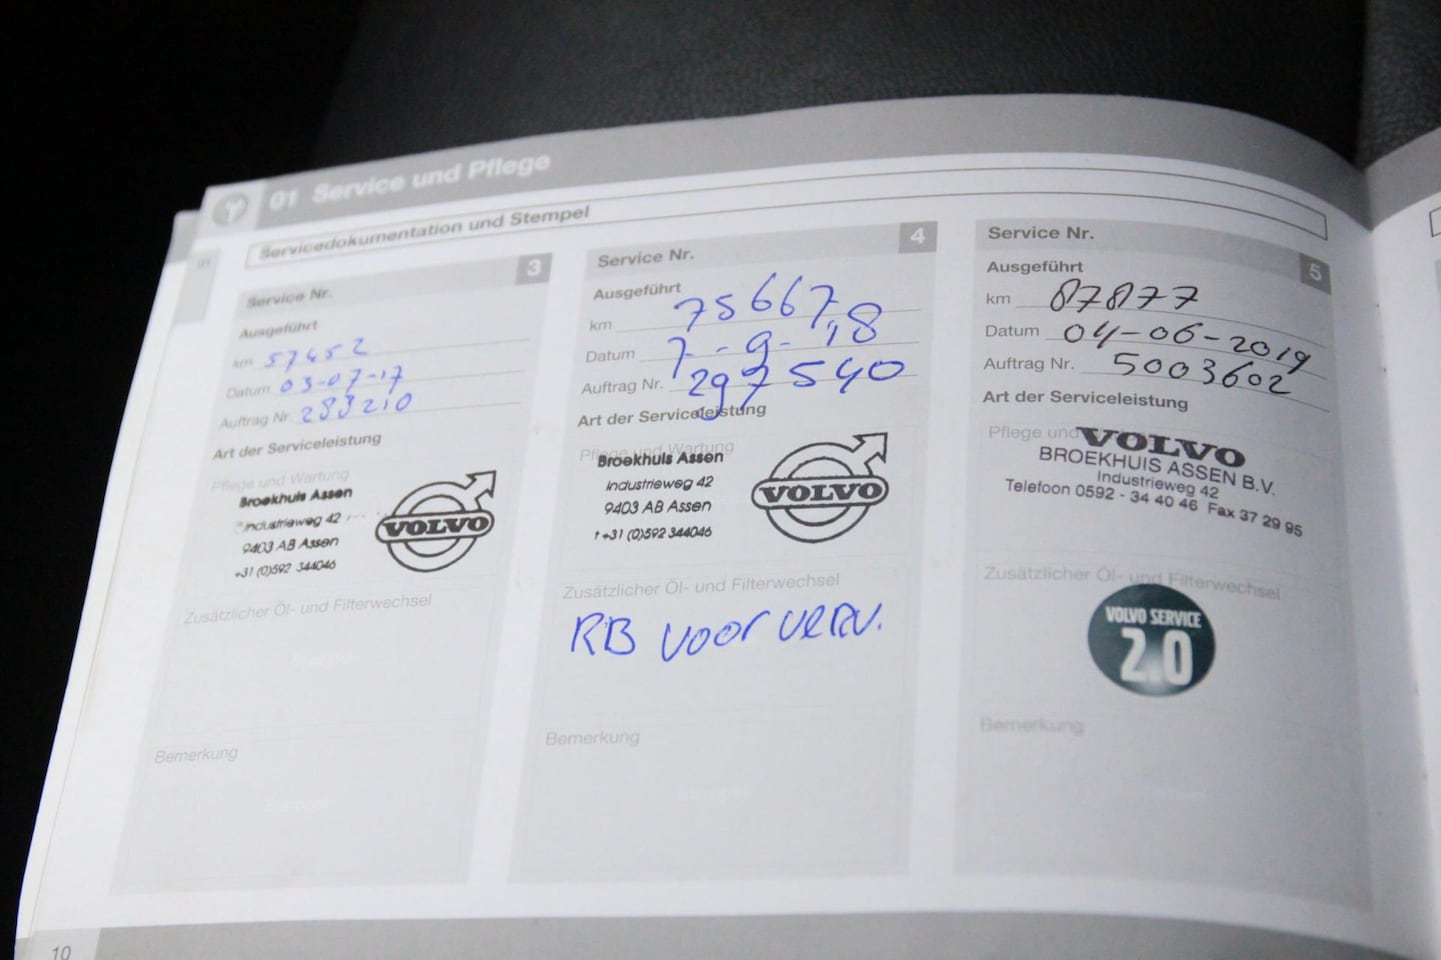 01 Service und Pflege
Servicedokumentation und Stempel
Service Nr. 3
Ausgeführt
km 57452
Datum 03-07-17
Auftrag Nr. 283210
Art der Serviceleistung
Pflege und Wartung
Broekhuis Assen
Industrieweg 42
9403 AB Assen
+31 (0)592 344046
VOLVO
Zusätzlicher Öl- und Filterwechsel
Stempel
Bemerkung
Stempel
Service Nr. 4
Ausgeführt
km 75667
Datum 7-9-18
Auftrag Nr. 297540
Art der Serviceleistung
Pflege und Wartung
Broekhuis Assen
Industrieweg 42
9403 AB Assen
t +31 (0)592 344046
VOLVO
Zusätzlicher Öl- und Filterwechsel
RB voor verv.
Bemerkung
Stempel
Service Nr. 5
Ausgeführt
km 87877
Datum 04-06-2019
Auftrag Nr. 5003602
Art der Serviceleistung
Pflege und
VOLVO
BROEKHUIS ASSEN B.V.
Industrieweg 42
Telefoon 0592 - 34 40 46 Fax 37 29 95
Zusätzlicher Öl- und Filterwechsel
VOLVO SERVICE
2.0
Bemerkung
10